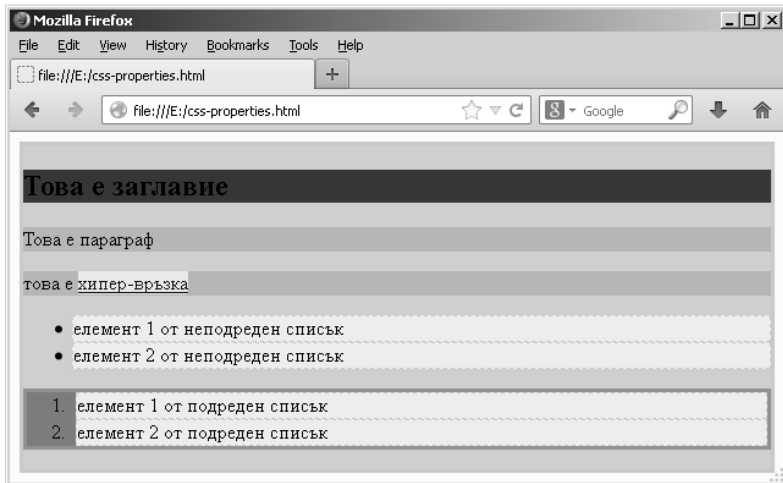 Mozilla Firefox
File Edit View History Bookmarks Tools Help
file:///E:/css-properties.html
file:///E:/css-properties.html 8 Google
Това е заглавие
Това е параграф
това е хипер-връзка
• елемент 1 от неподреден списък
• елемент 2 от неподреден списък
1. елемент 1 от подреден списък
2. елемент 2 от подреден списък